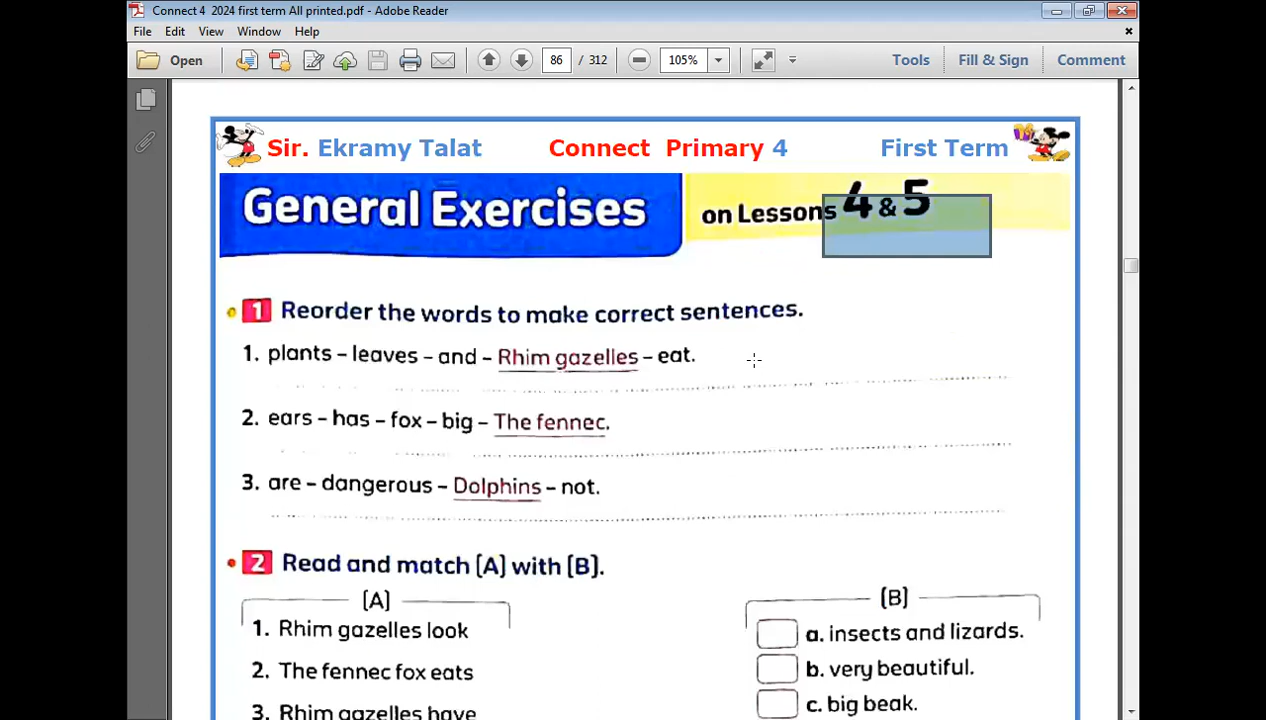 Connect 4  2024 first term All printed.pdf - Adobe Reader
File Edit View Window Help
Open 86 / 312 105% Tools Fill & Sign Comment
Sir. Ekramy Talat Connect Primary 4 First Term
General Exercises on Lessons 4 & 5
1 Reorder the words to make correct sentences.
1. plants – leaves – and – Rhim gazelles – eat.
2. ears – has – fox – big – The fennec.
3. are – dangerous – Dolphins – not.
2 Read and match (A) with (B).
(A) (B)
1. Rhim gazelles look
a. insects and lizards.
2. The fennec fox eats
b. very beautiful.
3. Rhim gazelles have
c. big beak.